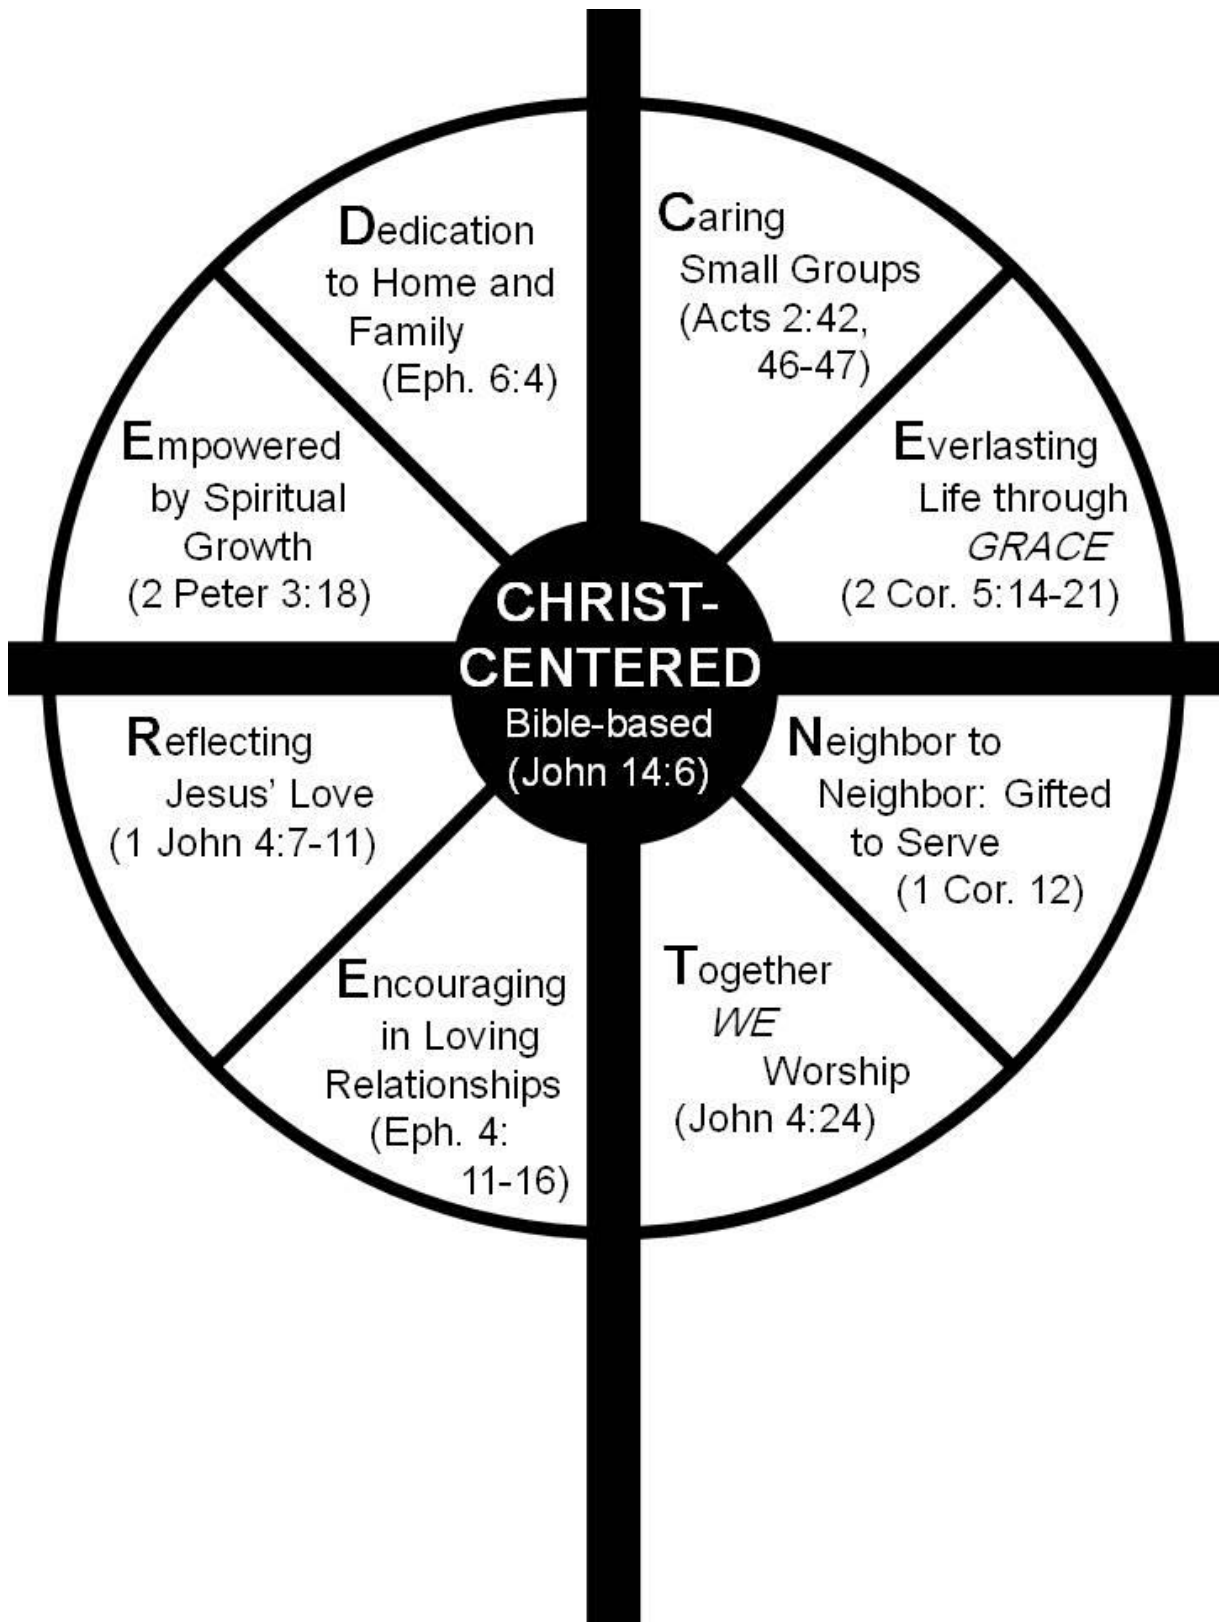 CHRIST-
CENTERED
Bible-based
(John 14:6)
Caring
Small Groups
(Acts 2:42,
46-47)
Everlasting
Life through
GRACE
(2 Cor. 5:14-21)
Neighbor to
Neighbor: Gifted
to Serve
(1 Cor. 12)
Together
WE
Worship
(John 4:24)
Encouraging
in Loving
Relationships
(Eph. 4:
11-16)
Reflecting
Jesus’ Love
(1 John 4:7-11)
Empowered
by Spiritual
Growth
(2 Peter 3:18)
Dedication
to Home and
Family
(Eph. 6:4)